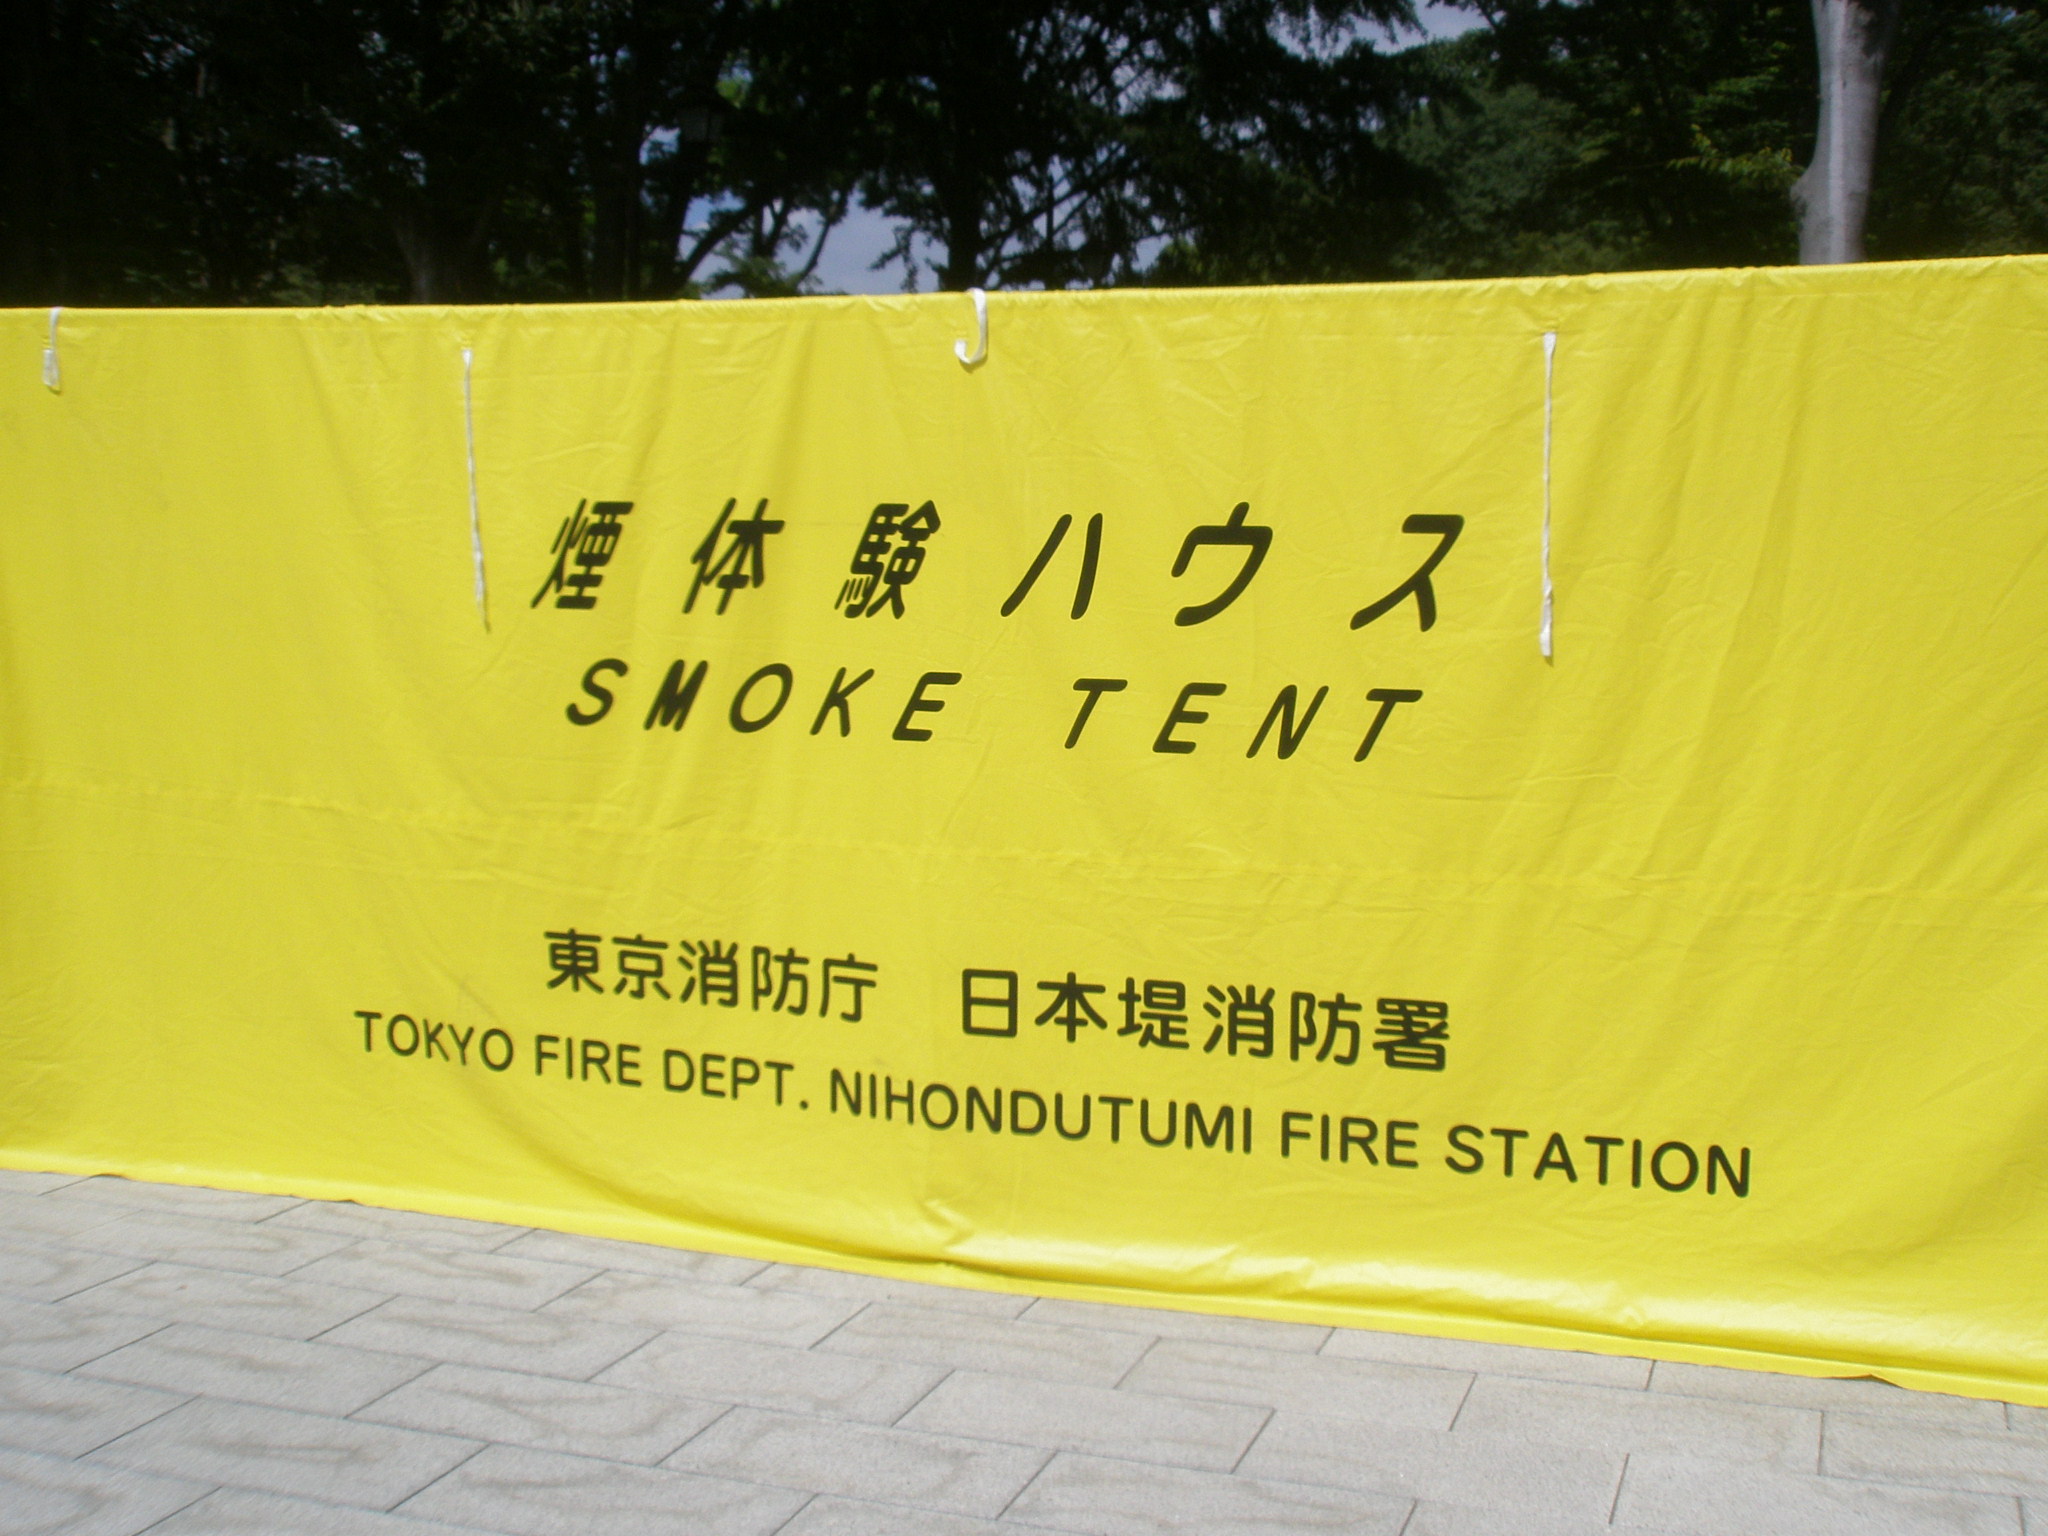 煙体験ハウス
SMOKE TENT
東京消防庁 日本堤消防署
TOKYO FIRE DEPT. NIHONDUTUMI FIRE STATION